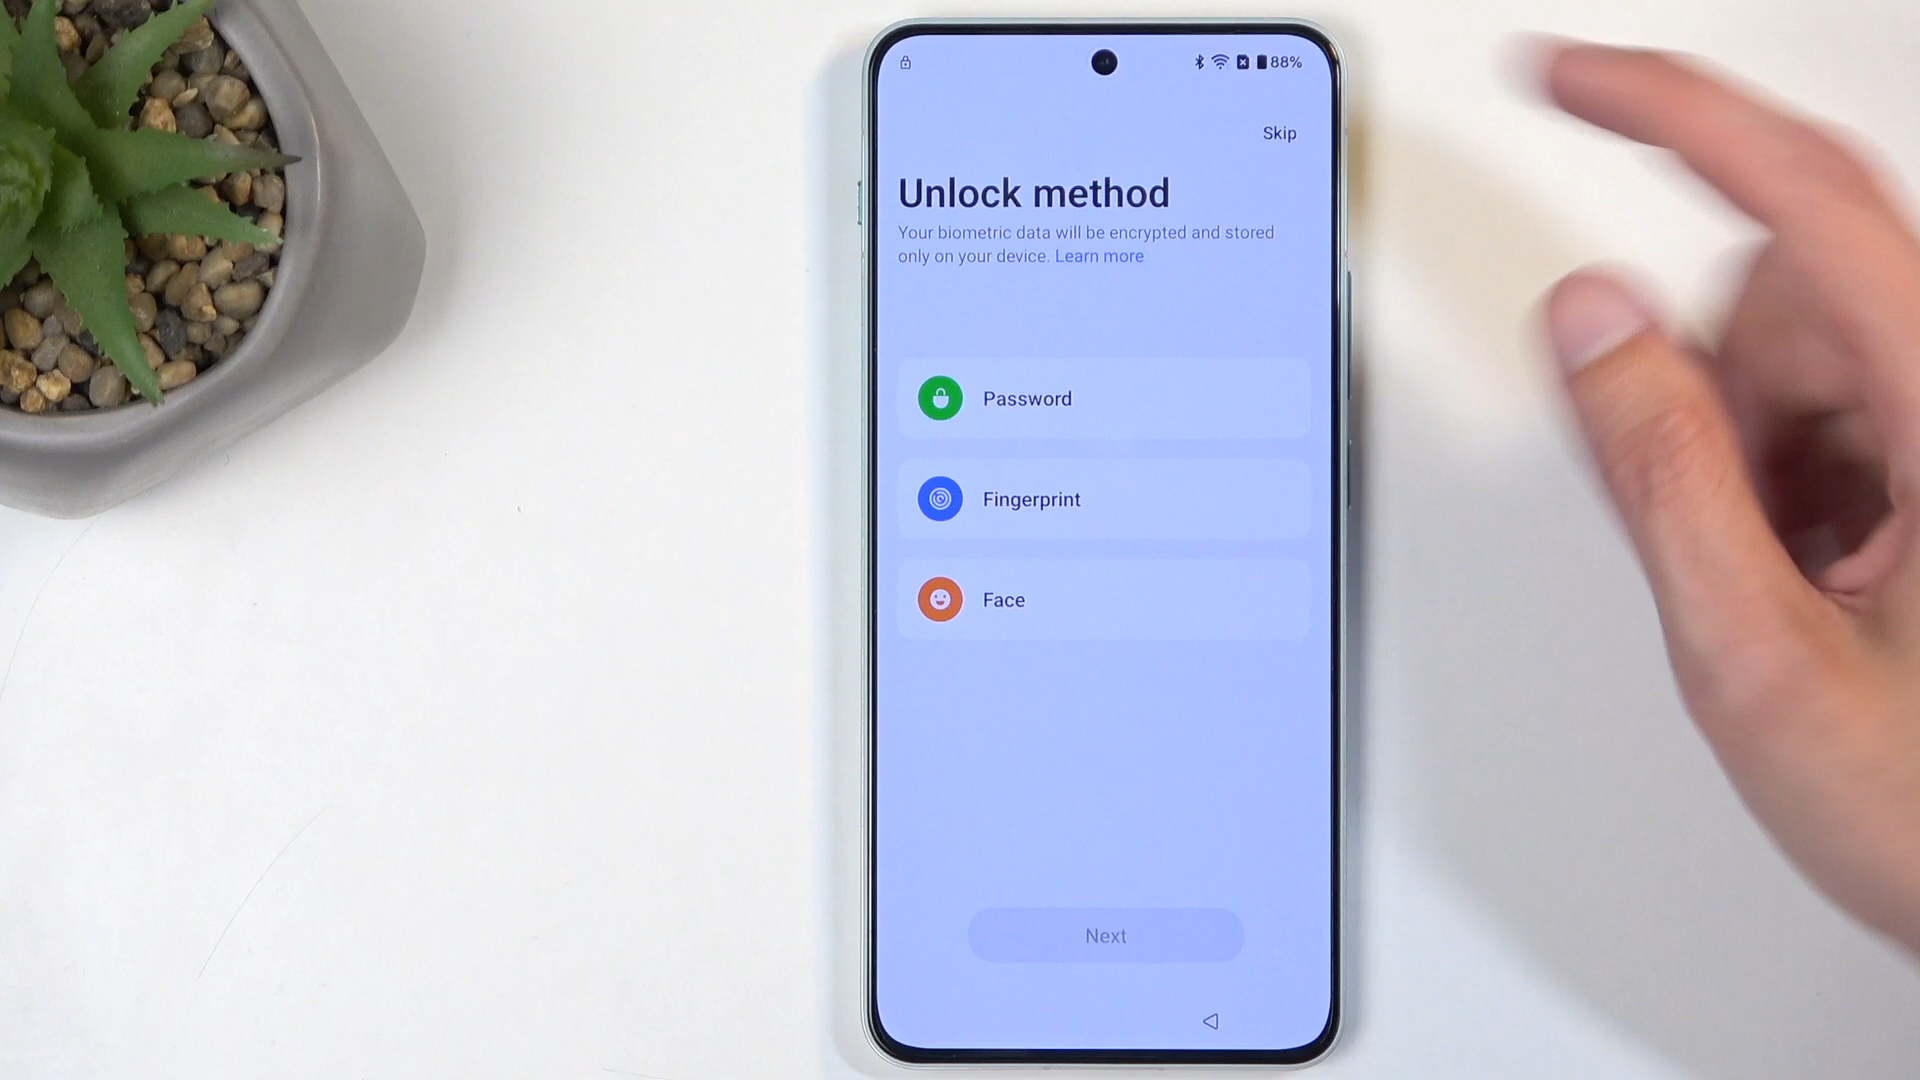 88%
Skip
Unlock method
Your biometric data will be encrypted and stored
only on your device. Learn more
Password
Fingerprint
Face
Next